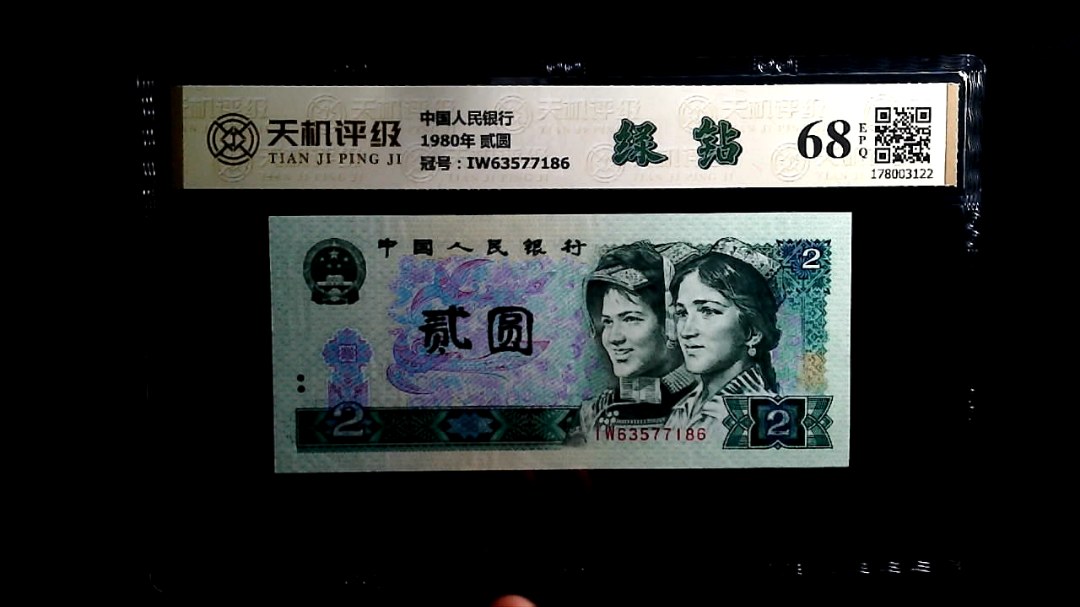 天机评级
TIAN JI PING JI
中国人民银行
1980年 贰圆
冠号：IW63577186
绿钻
68
EPQ
178003122
中国人民银行
2
贰圆
2
IW63577186
2